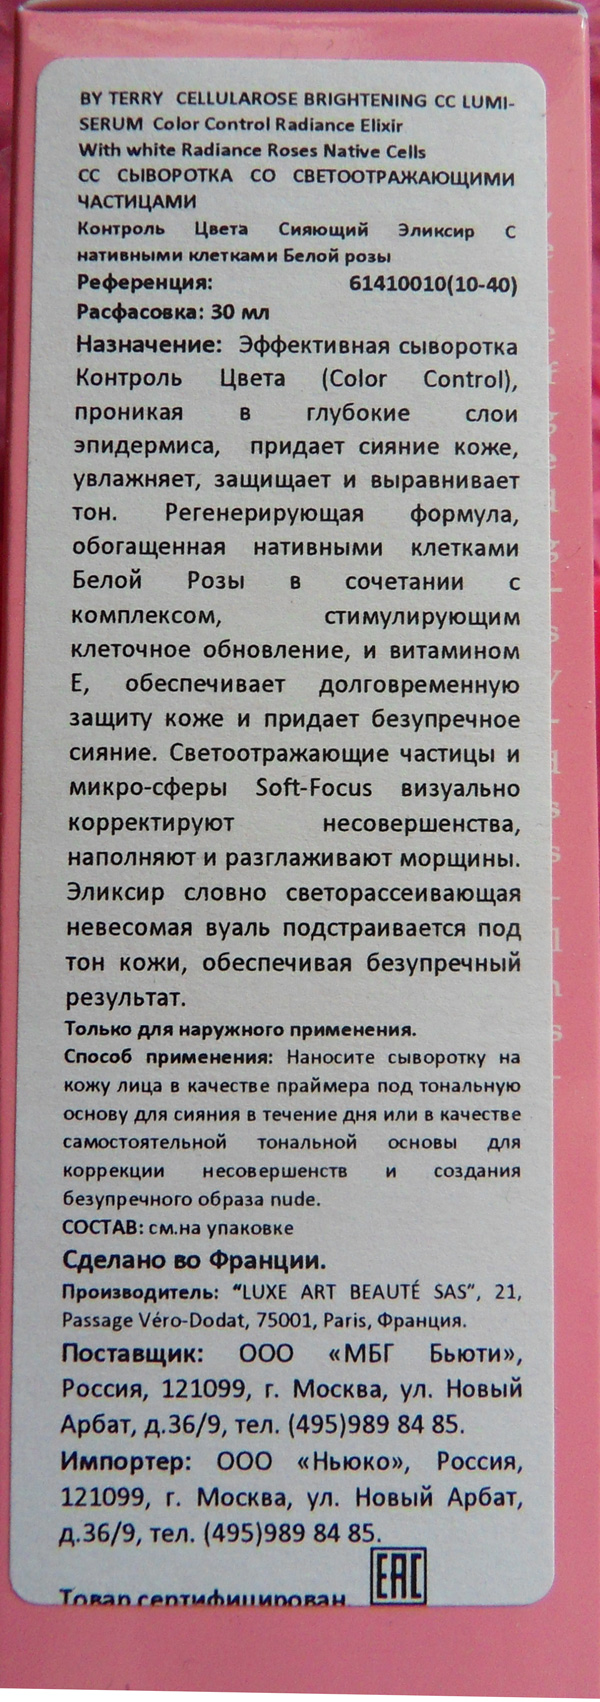 BY TERRY CELLULAROSE BRIGHTENING CC LUMI-
SERUM Color Control Radiance Elixir
With white Radiance Roses Native Cells
СС СЫВОРОТКА СО СВЕТООТРАЖАЮЩИМИ
ЧАСТИЦАМИ
Контроль Цвета Сияющий Эликсир С
нативными клетками Белой розы
Референция: 61410010(10-40)
Расфасовка: 30 мл
Назначение: Эффективная сыворотка
Контроль Цвета (Color Control),
проникая в глубокие слои
эпидермиса, придает сияние коже,
увлажняет, защищает и выравнивает
тон. Регенерирующая формула,
обогащенная нативными клетками
Белой Розы в сочетании с
комплексом, стимулирующим
клеточное обновление, и витамином
Е, обеспечивает долговременную
защиту коже и придает безупречное
сияние. Светоотражающие частицы и
микро-сферы Soft-Focus визуально
корректируют несовершенства,
наполняют и разглаживают морщины.
Эликсир словно светорассеивающая
невесомая вуаль подстраивается под
тон кожи, обеспечивая безупречный
результат.
Только для наружного применения.
Способ применения: Наносите сыворотку на
кожу лица в качестве праймера под тональную
основу для сияния в течение дня или в качестве
самостоятельной тональной основы для
коррекции несовершенств и создания
безупречного образа nude.
СОСТАВ: см.на упаковке
Сделано во Франции.
Производитель: "LUXE ART BEAUTÉ SAS", 21,
Passage Véro-Dodat, 75001, Paris, Франция.
Поставщик: ООО «МБГ Бьюти»,
Россия, 121099, г. Москва, ул. Новый
Арбат, д.36/9, тел. (495)989 84 85.
Импортер: ООО «Ньюко», Россия,
121099, г. Москва, ул. Новый Арбат,
д.36/9, тел. (495)989 84 85.
Товар сертифицирован
EAC